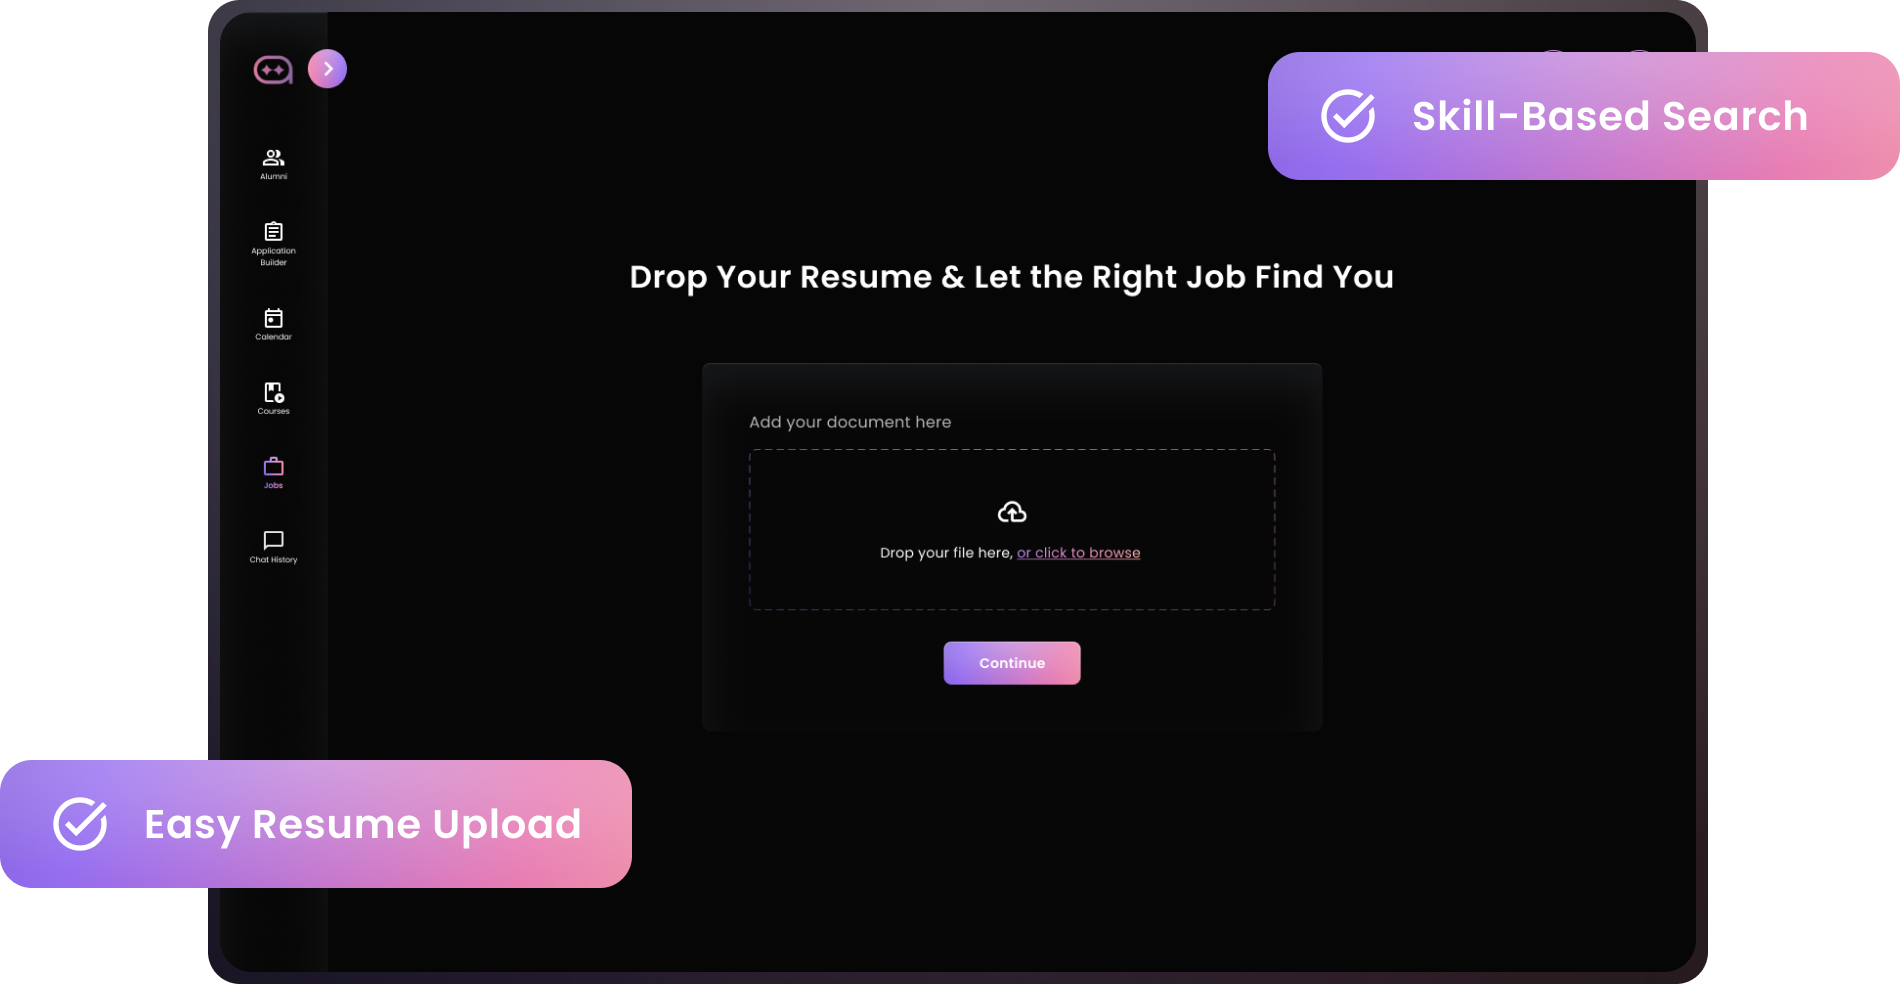 Skill-Based Search
Alumni
Application
Builder
Calendar
Courses
Jobs
Chat History
Drop Your Resume & Let the Right Job Find You
Add your document here
Drop your file here, or click to browse
Continue
Easy Resume Upload